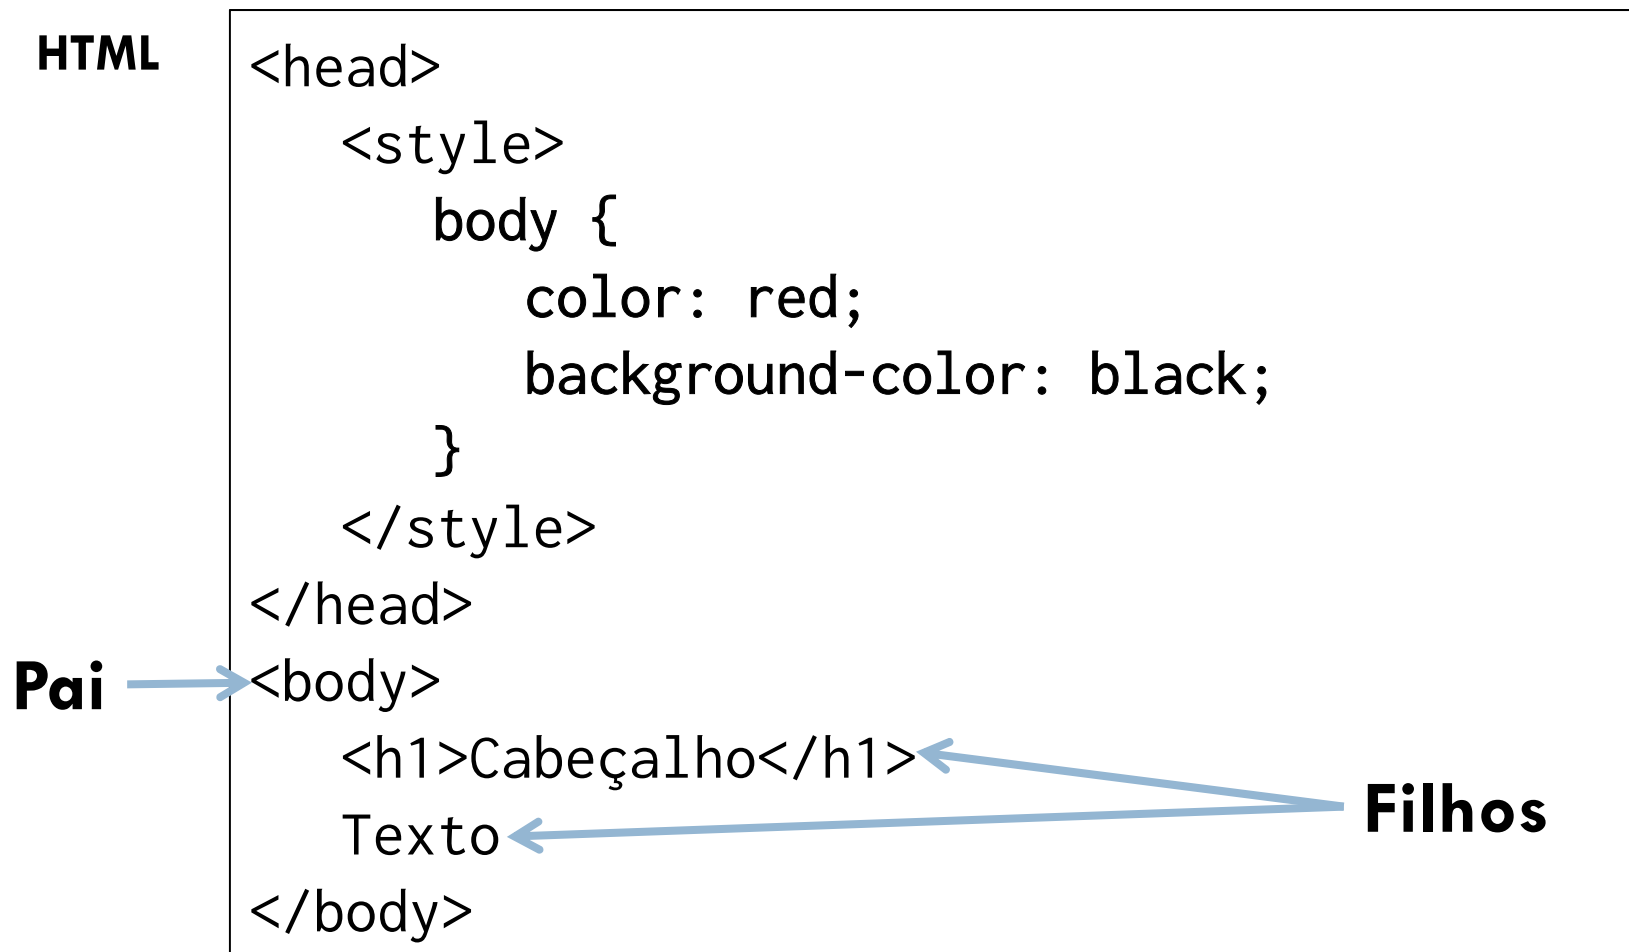 HTML
<head>
<style>
body {
color: red;
background-color: black;
}
</style>
</head>
Pai
<body>
<h1>Cabeçalho</h1>
Filhos
Texto
</body>